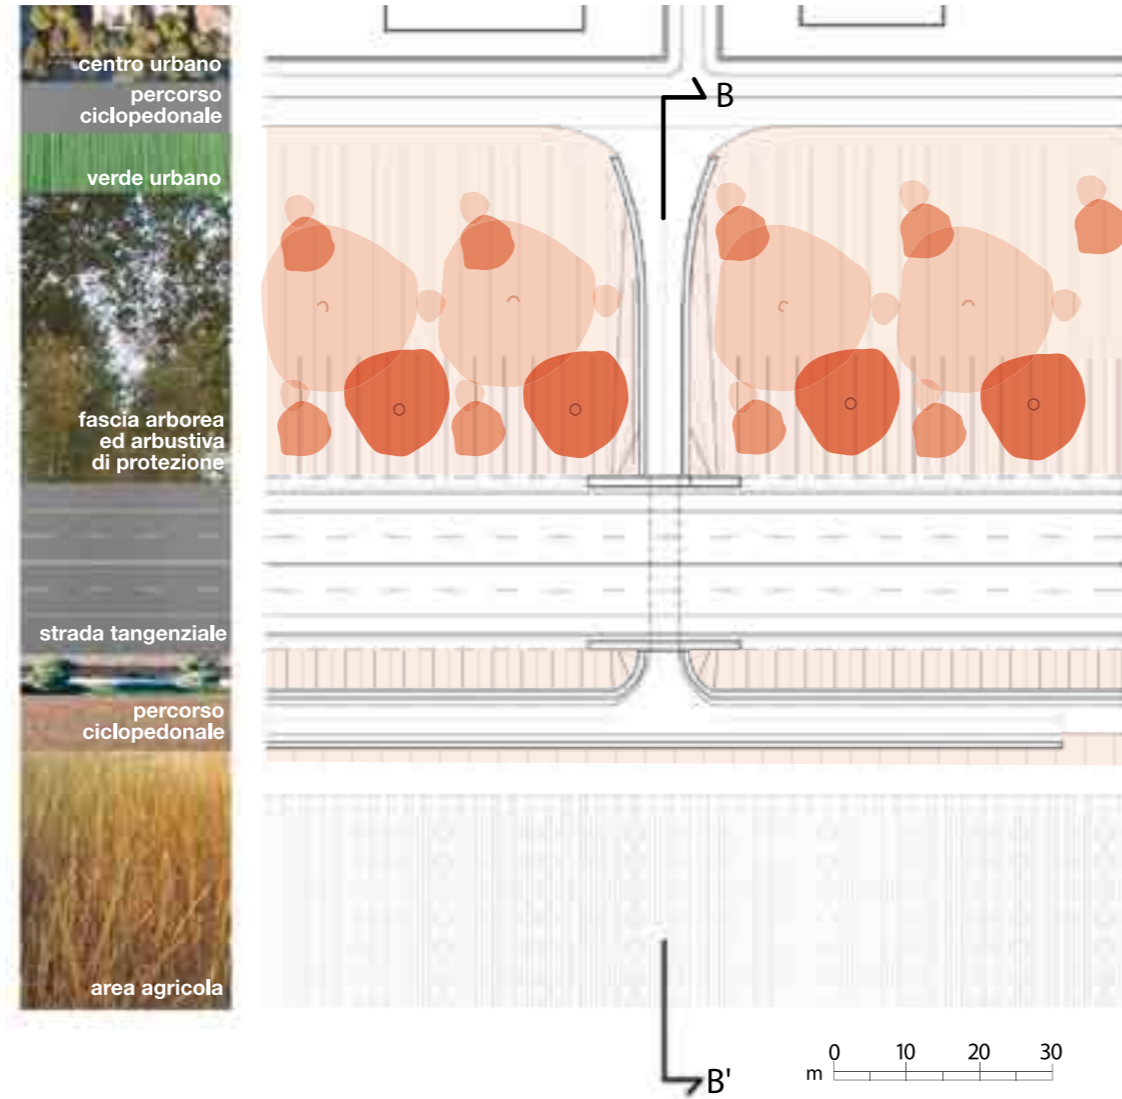 centro urbano
percorso
ciclopedonale
verde urbano
fascia arborea
ed arbustiva
di protezione
strada tangenziale
percorso
ciclopedonale
area agricola
B
B'
0 10 20 30
m